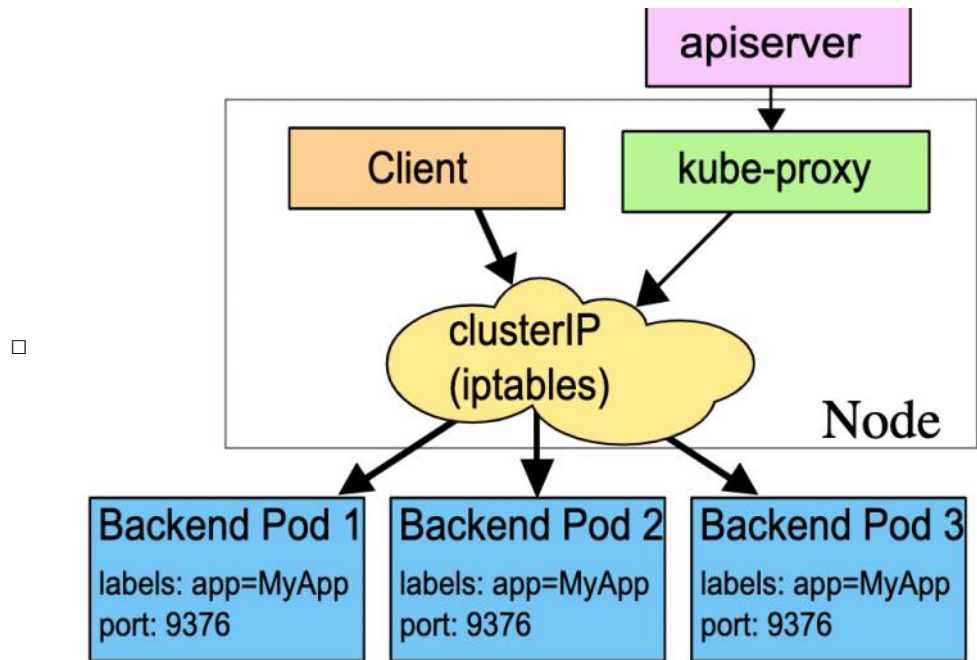 apiserver
Client
kube-proxy
clusterIP
(iptables)
Node
Backend Pod 1
labels: app=MyApp
port: 9376
Backend Pod 2
labels: app=MyApp
port: 9376
Backend Pod 3
labels: app=MyApp
port: 9376